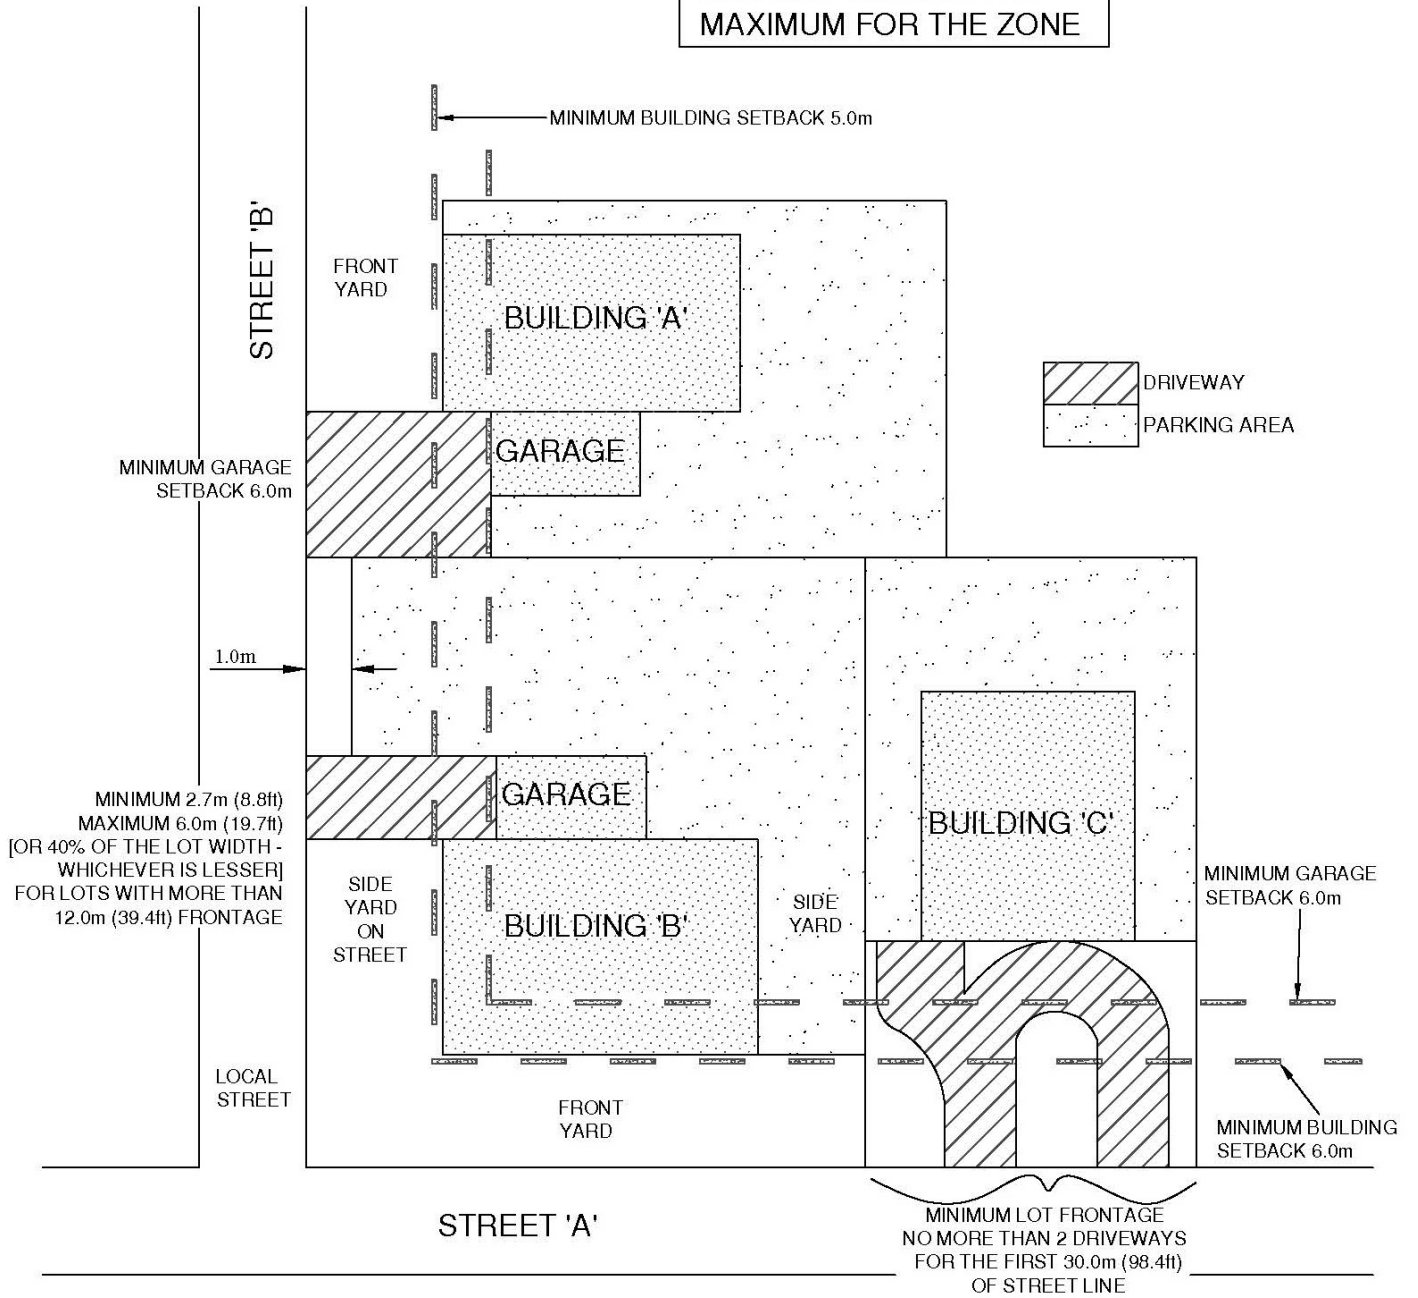 MAXIMUM FOR THE ZONE
MINIMUM BUILDING SETBACK 5.0m
STREET 'B'
FRONT
YARD
BUILDING 'A'
DRIVEWAY
PARKING AREA
GARAGE
MINIMUM GARAGE
SETBACK 6.0m
1.0m
GARAGE
MINIMUM 2.7m (8.8ft)
MAXIMUM 6.0m (19.7ft)
[OR 40% OF THE LOT WIDTH -
WHICHEVER IS LESSER]
FOR LOTS WITH MORE THAN
12.0m (39.4ft) FRONTAGE
BUILDING 'C'
SIDE
YARD
ON
STREET
BUILDING 'B'
SIDE
YARD
MINIMUM GARAGE
SETBACK 6.0m
LOCAL
STREET
FRONT
YARD
MINIMUM BUILDING
SETBACK 6.0m
STREET 'A'
MINIMUM LOT FRONTAGE
NO MORE THAN 2 DRIVEWAYS
FOR THE FIRST 30.0m (98.4ft)
OF STREET LINE